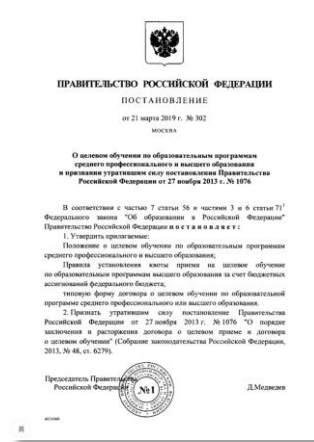 ПРАВИТЕЛЬСТВО РОССИЙСКОЙ ФЕДЕРАЦИИ
ПОСТАНОВЛЕНИЕ
от 21 марта 2019 г. № 302
МОСКВА
О целевом обучении по образовательным программам
среднего профессионального и высшего образования
и признании утратившим силу постановления Правительства
Российской Федерации от 27 ноября 2013 г. № 1076
В соответствии с частью 7 статьи 56 и частями 3 и 6 статьи 71¹
Федерального закона "Об образовании в Российской Федерации"
Правительство Российской Федерации п о с т а н о в л я е т :
1. Утвердить прилагаемые:
Положение о целевом обучении по образовательным программам
среднего профессионального и высшего образования;
Правила установления квоты приема на целевое обучение
по образовательным программам высшего образования за счет бюджетных
ассигнований федерального бюджета;
типовую форму договора о целевом обучении по образовательной
программе среднего профессионального или высшего образования.
2. Признать утратившим силу постановление Правительства
Российской Федерации от 27 ноября 2013 г. № 1076 "О порядке
заключения и расторжения договора о целевом приеме и договора
о целевом обучении" (Собрание законодательства Российской Федерации,
2013, № 48, ст. 6279).
Председатель Правительства
Российской Федерации
№1
Д.Медведев